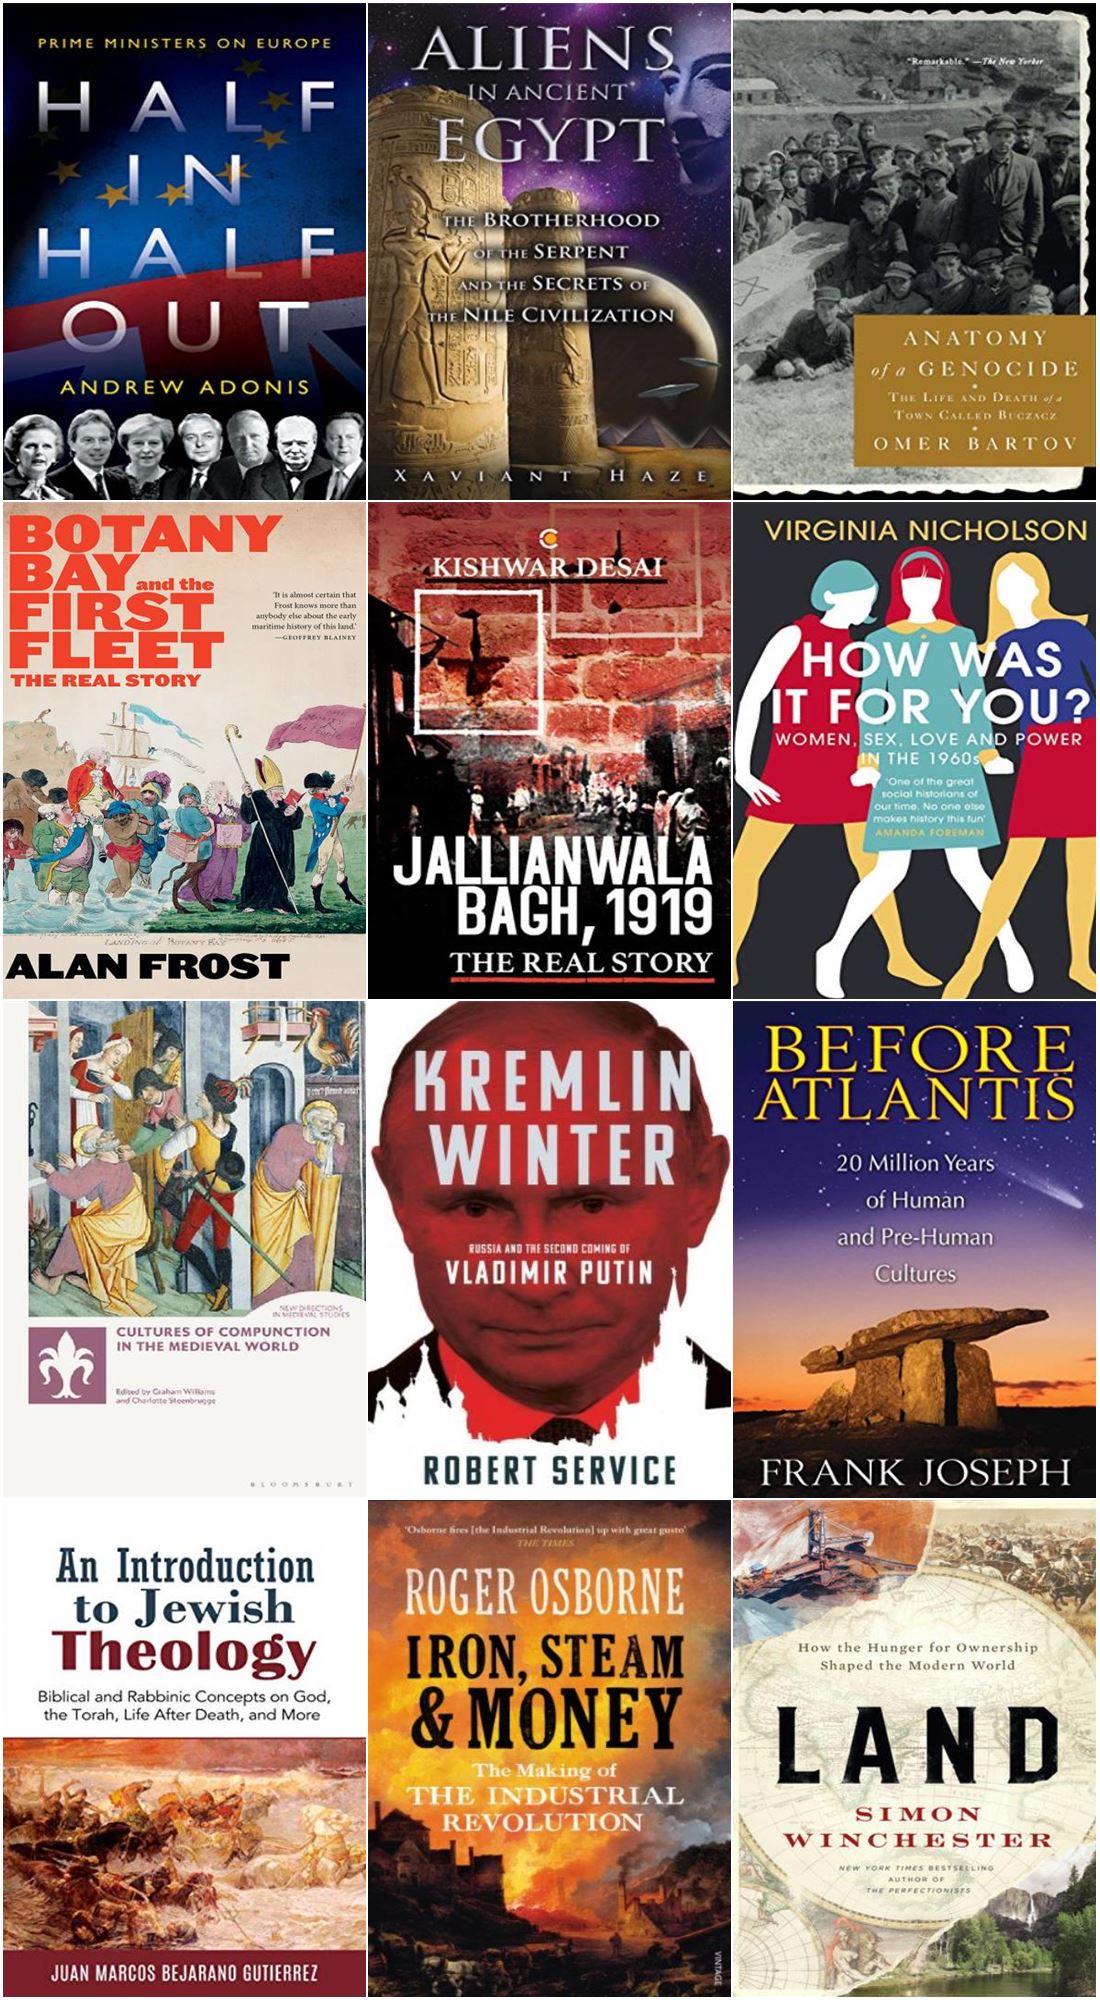 PRIME MINISTERS ON EUROPE
HALF
IN
HALF
OUT
ANDREW ADONIS
ALIENS
IN ANCIENT
EGYPT
THE BROTHERHOOD
OF THE SERPENT
AND THE SECRETS OF
THE NILE CIVILIZATION
XAVIANT HAZE
"Remarkable." —The New Yorker
ANATOMY
of a GENOCIDE
THE LIFE AND DEATH of a
TOWN CALLED BUCZACZ
OMER BARTOV
BOTANY
BAY and the
FIRST
FLEET
THE REAL STORY
'It is almost certain that
Frost knows more than
anybody else about the early
maritime history of this land.'
—GEOFFREY BLAINEY
LANDING at BOTANY BAY
ALAN FROST
KISHWAR DESAI
JALLIANWALA
BAGH, 1919
THE REAL STORY
VIRGINIA NICHOLSON
HOW WAS
IT FOR YOU?
WOMEN, SEX, LOVE AND POWER
IN THE 1960s
'One of the great
social historians of
our time. No one else
makes history this fun'
AMANDA FOREMAN
NEW DIRECTIONS
IN MEDIEVAL STUDIES
CULTURES OF COMPUNCTION
IN THE MEDIEVAL WORLD
Edited by Graham Williams
and Charlotte Steenbrugge
BLOOMSBURY
KREMLIN
WINTER
RUSSIA AND THE SECOND COMING OF
VLADIMIR PUTIN
ROBERT SERVICE
BEFORE
ATLANTIS
20 Million Years
of Human
and Pre-Human
Cultures
FRANK JOSEPH
An Introduction
to Jewish
Theology
Biblical and Rabbinic Concepts on God,
the Torah, Life After Death, and More
JUAN MARCOS BEJARANO GUTIERREZ
'Osborne fires [the Industrial Revolution] up with great gusto'
THE TIMES
ROGER OSBORNE
IRON, STEAM
& MONEY
The Making of
THE INDUSTRIAL
REVOLUTION
VINTAGE
How the Hunger for Ownership
Shaped the Modern World
LAND
SIMON
WINCHESTER
NEW YORK TIMES BESTSELLING
AUTHOR OF
THE PERFECTIONISTS